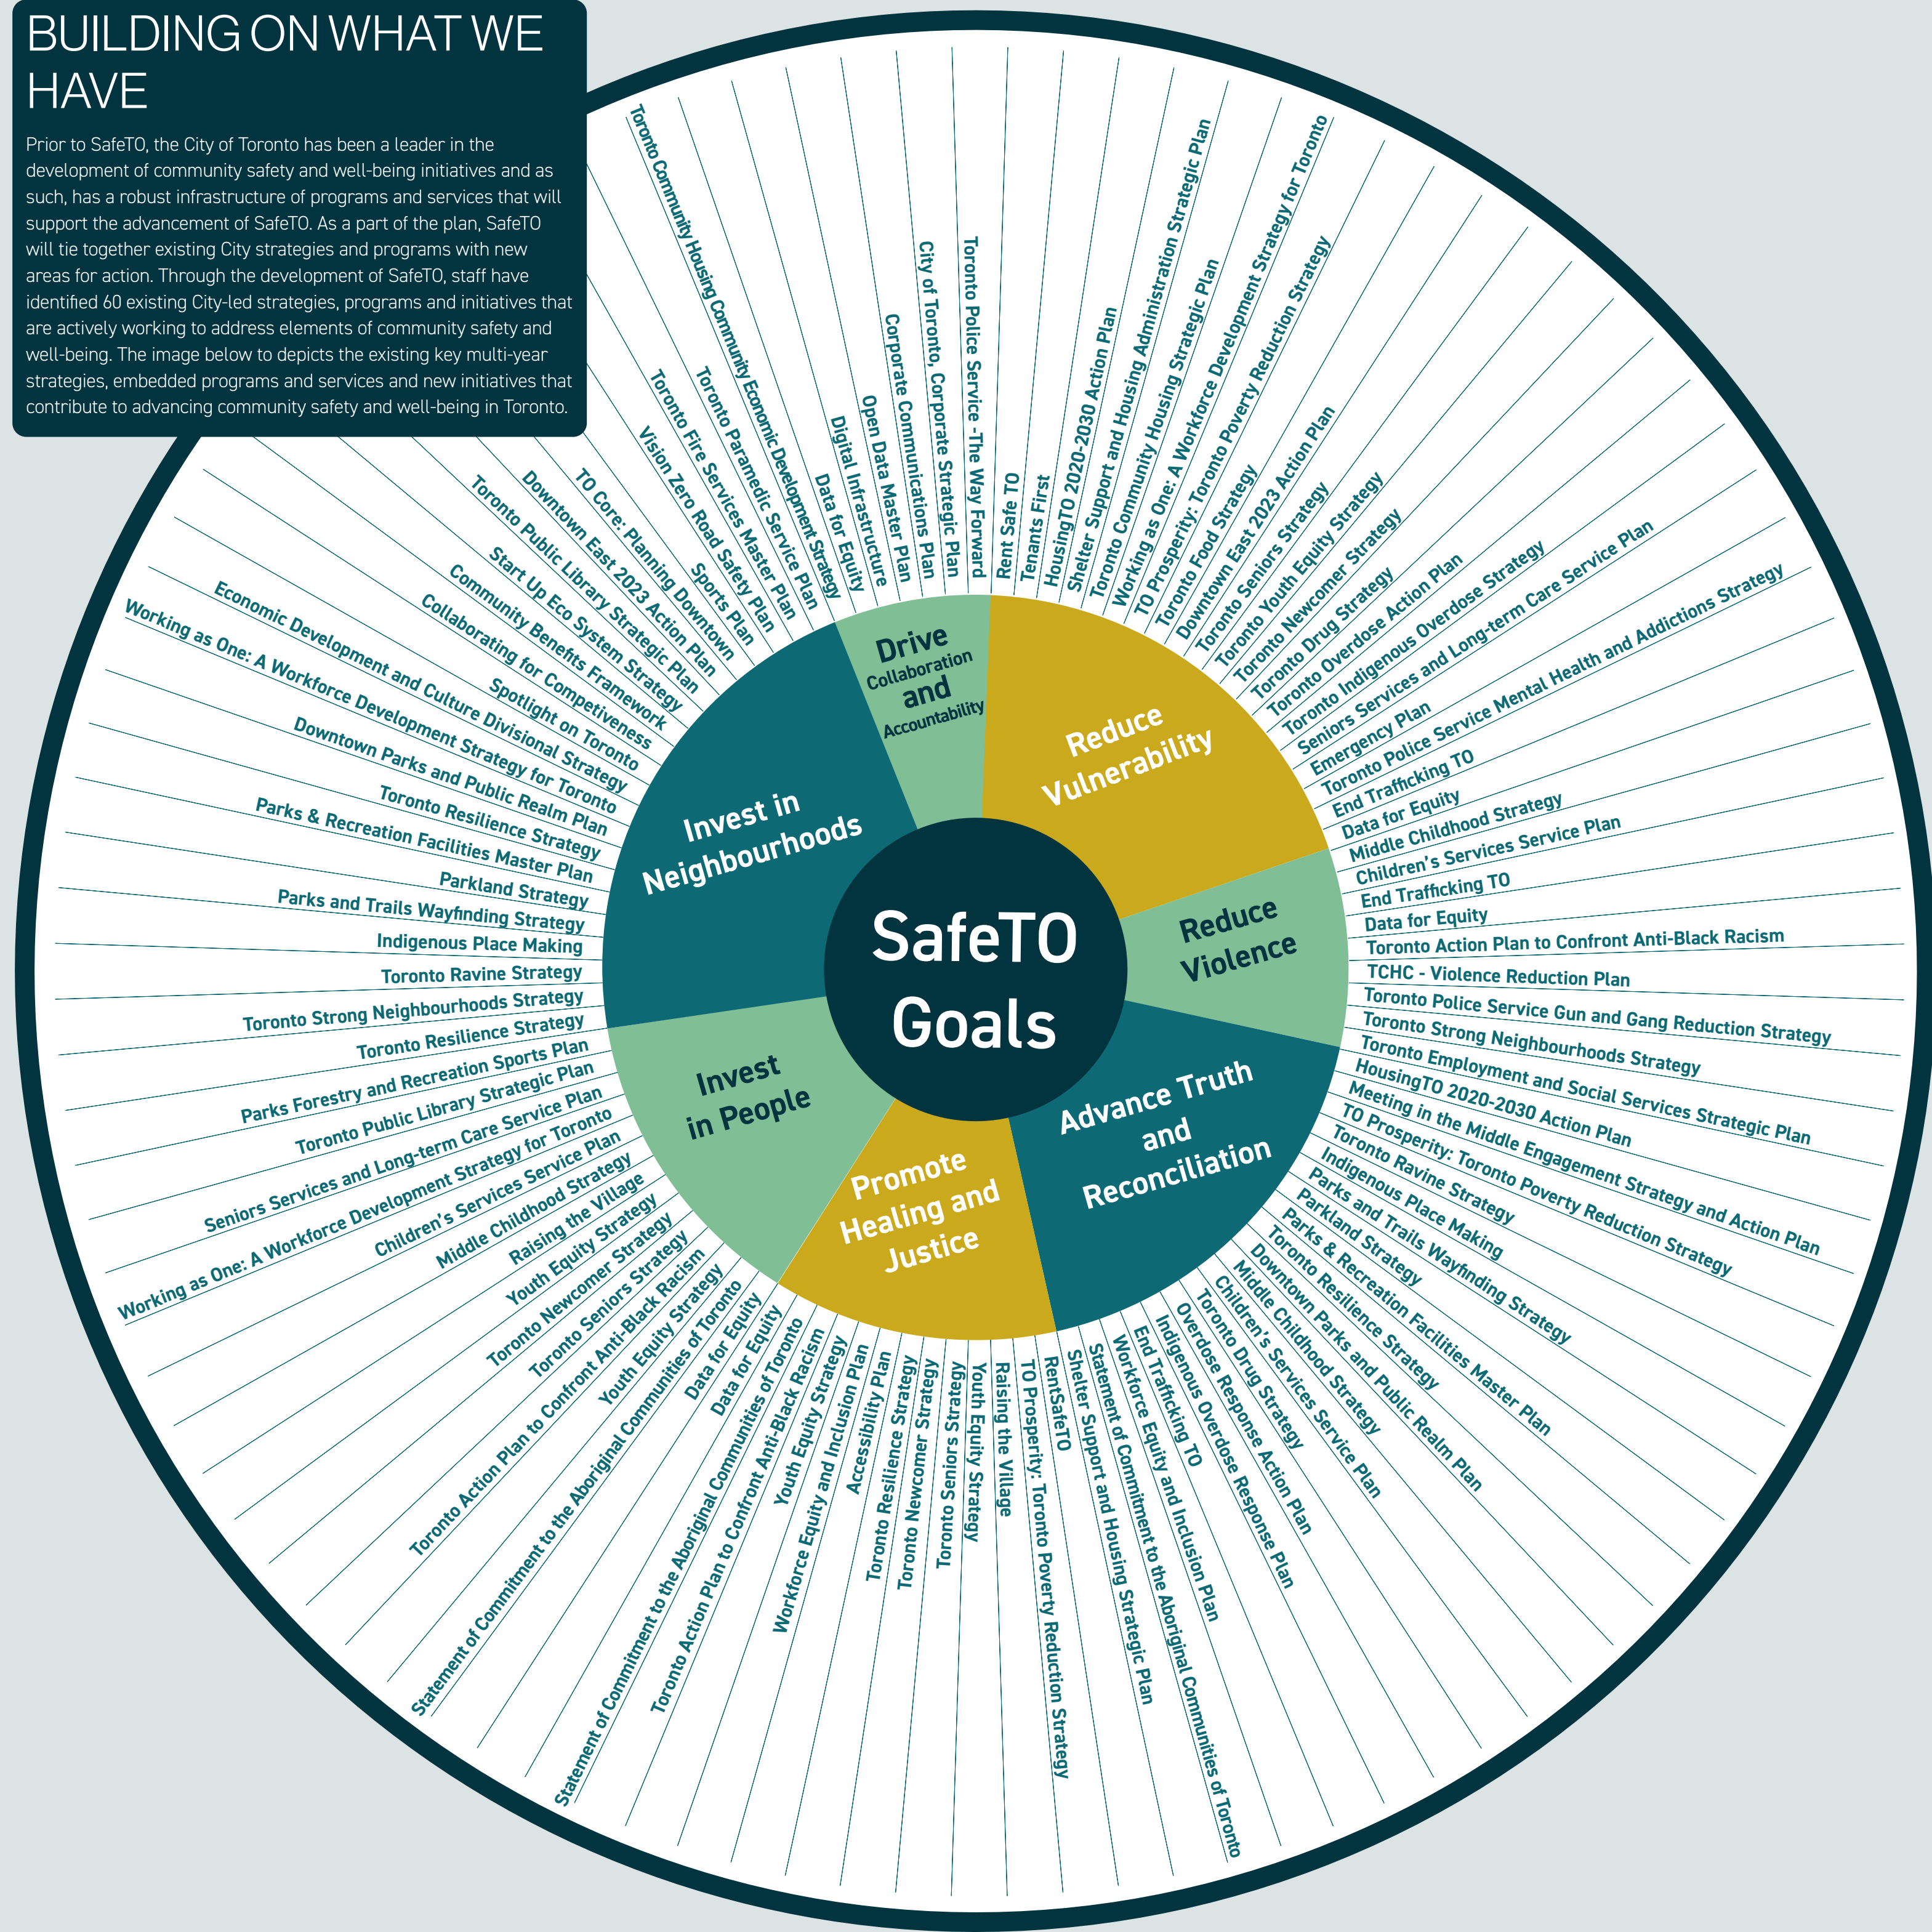 BUILDING ON WHAT WE
HAVE
Prior to SafeTO, the City of Toronto has been a leader in the
development of community safety and well-being initiatives and as
such, has a robust infrastructure of programs and services that will
support the advancement of SafeTO. As a part of the plan, SafeTO
will tie together existing City strategies and programs with new
areas for action. Through the development of SafeTO, staff have
identified 60 existing City-led strategies, programs and initiatives that
are actively working to address elements of community safety and
well-being. The image below to depicts the existing key multi-year
strategies, embedded programs and services and new initiatives that
contribute to advancing community safety and well-being in Toronto.
SafeTO
Goals
Drive
Collaboration
and
Accountability
Reduce
Vulnerability
Reduce
Violence
Advance Truth
and
Reconciliation
Promote
Healing and
Justice
Invest
in People
Invest in
Neighbourhoods
Rent Safe TO
Tenants First
HousingTO 2020-2030 Action Plan
Shelter Support and Housing Administration Strategic Plan
Toronto Community Housing Strategic Plan
Working as One: A Workforce Development Strategy for Toronto
TO Prosperity: Toronto Poverty Reduction Strategy
Toronto Food Strategy
Downtown East 2023 Action Plan
Toronto Seniors Strategy
Toronto Youth Equity Strategy
Toronto Newcomer Strategy
Toronto Drug Strategy
Toronto Overdose Action Plan
Toronto Indigenous Overdose Strategy
Seniors Services and Long-term Care Service Plan
Emergency Plan
Toronto Police Service Mental Health and Addictions Strategy
End Trafficking TO
Data for Equity
Middle Childhood Strategy
Children's Services Service Plan
End Trafficking TO
Data for Equity
Toronto Action Plan to Confront Anti-Black Racism
TCHC - Violence Reduction Plan
Toronto Police Service Gun and Gang Reduction Strategy
Toronto Strong Neighbourhoods Strategy
Toronto Employment and Social Services Strategic Plan
HousingTO 2020-2030 Action Plan
Meeting in the Middle Engagement Strategy and Action Plan
TO Prosperity: Toronto Poverty Reduction Strategy
Toronto Ravine Strategy
Indigenous Place Making
Parks and Trails Wayfinding Strategy
Parkland Strategy
Parks & Recreation Facilities Master Plan
Toronto Resilience Strategy
Downtown Parks and Public Realm Plan
Middle Childhood Strategy
Children's Services Service Plan
Toronto Drug Strategy
Overdose Response Action Plan
Indigenous Overdose Response Plan
End Trafficking TO
Workforce Equity and Inclusion Plan
Statement of Commitment to the Aboriginal Communities of Toronto
Shelter Support and Housing Strategic Plan
RentSafeTO
TO Prosperity: Toronto Poverty Reduction Strategy
Raising the Village
Youth Equity Strategy
Toronto Seniors Strategy
Toronto Newcomer Strategy
Toronto Resilience Strategy
Accessibility Plan
Workforce Equity and Inclusion Plan
Youth Equity Strategy
Toronto Action Plan to Confront Anti-Black Racism
Statement of Commitment to the Aboriginal Communities of Toronto
Data for Equity
Data for Equity
Statement of Commitment to the Aboriginal Communities of Toronto
Youth Equity Strategy
Toronto Action Plan to Confront Anti-Black Racism
Toronto Seniors Strategy
Toronto Newcomer Strategy
Youth Equity Strategy
Raising the Village
Middle Childhood Strategy
Children's Services Service Plan
Working as One: A Workforce Development Strategy for Toronto
Seniors Services and Long-term Care Service Plan
Toronto Public Library Strategic Plan
Parks Forestry and Recreation Sports Plan
Toronto Resilience Strategy
Toronto Strong Neighbourhoods Strategy
Toronto Ravine Strategy
Indigenous Place Making
Parks and Trails Wayfinding Strategy
Parkland Strategy
Parks & Recreation Facilities Master Plan
Toronto Resilience Strategy
Downtown Parks and Public Realm Plan
Working as One: A Workforce Development Strategy for Toronto
Economic Development and Culture Divisional Strategy
Spotlight on Toronto
Collaborating for Competiveness
Community Benefits Framework
Start Up Eco System Strategy
Toronto Public Library Strategic Plan
Downtown East 2023 Action Plan
TO Core: Planning Downtown
Sports Plan
Vision Zero Road Safety Plan
Toronto Fire Services Master Plan
Toronto Paramedic Service Plan
Toronto Community Housing Community Economic Development Strategy
Data for Equity
Digital Infrastructure
Open Data Master Plan
Corporate Communications Plan
City of Toronto, Corporate Strategic Plan
Toronto Police Service -The Way Forward